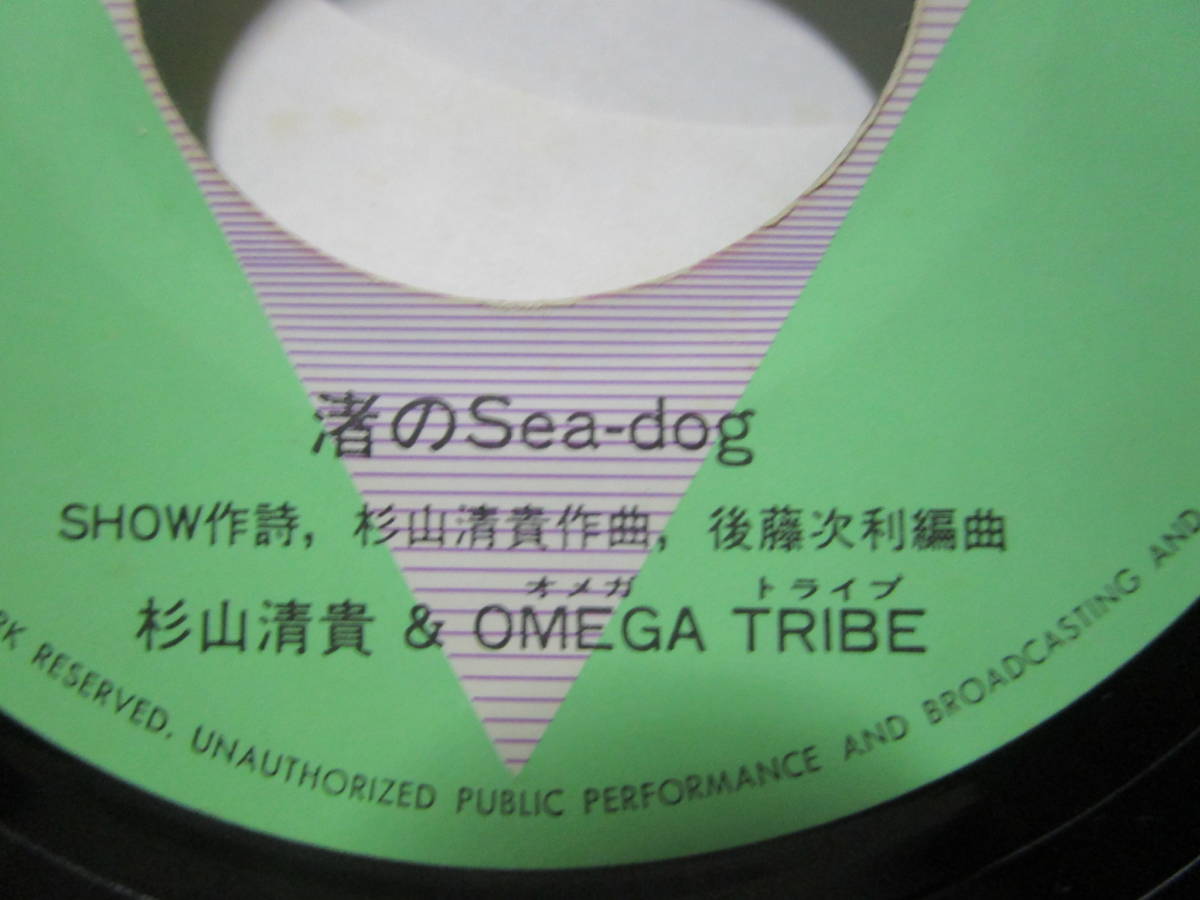 渚のSea-dog
SHOW作詩, 杉山清貴作曲, 後藤次利編曲
オメガ トライブ
杉山清貴 & OMEGA TRIBE
RK RESERVED. UNAUTHORIZED PUBLIC PERFORMANCE AND BROADCASTING AND